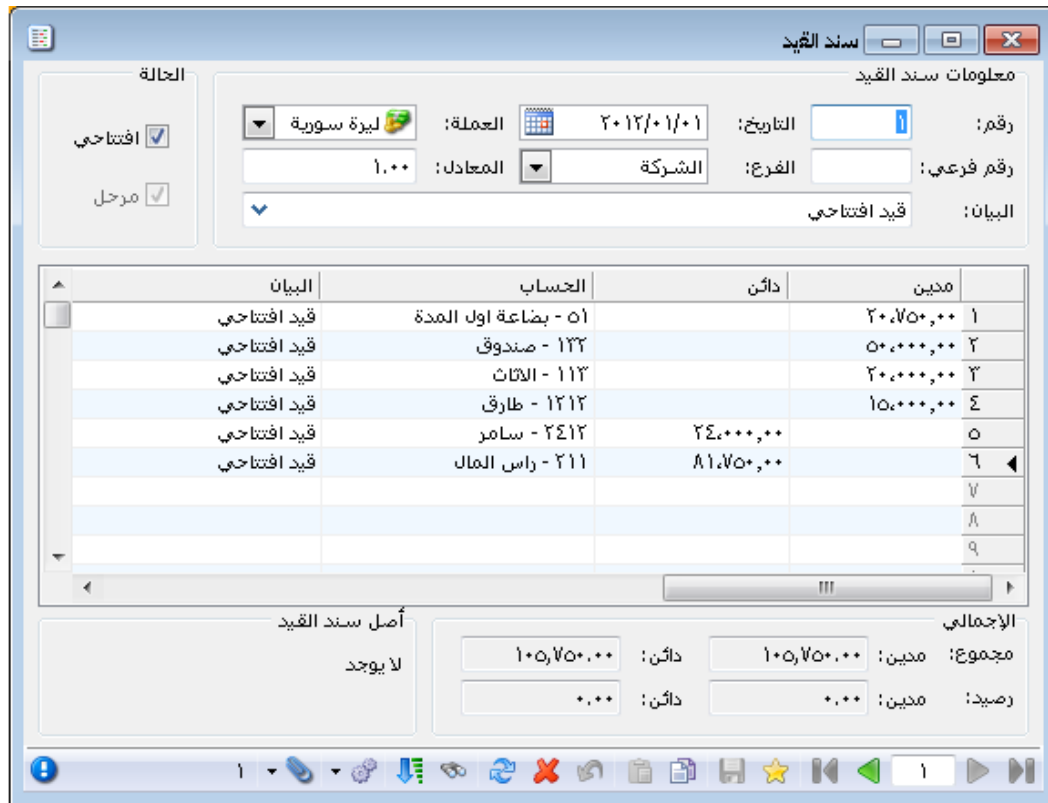 سند القيد
معلومات سند القيد
رقم: ١ التاريخ: ٢٠١٢/٠١/٠١ العملة: ليرة سورية
رقم فرعي: الفرع: الشركة المعادل: ١.٠٠
البيان: قيد افتتاحي
الحالة
افتتاحي
مرحل
مدين دائن الحساب البيان
١ ٢٠،٧٥٠,٠٠ ٥١ - بضاعة اول المدة قيد افتتاحي
٢ ٥٠،٠٠٠,٠٠ ١٢٢ - صندوق قيد افتتاحي
٣ ٢٠،٠٠٠,٠٠ ١١٣ - الاثاث قيد افتتاحي
٤ ١٥،٠٠٠,٠٠ ١٢١٢ - طارق قيد افتتاحي
٥ ٢٤،٠٠٠,٠٠ ٢٤١٢ - سامر قيد افتتاحي
٦ ٨١،٧٥٠,٠٠ ٢١١ - راس المال قيد افتتاحي
٧
٨
٩
الإجمالي
مجموع: مدين: ١٠٥,٧٥٠.٠٠ دائن: ١٠٥,٧٥٠.٠٠
رصيد: مدين: ٠.٠٠ دائن: ٠.٠٠
أصل سند القيد
لا يوجد
١ ١